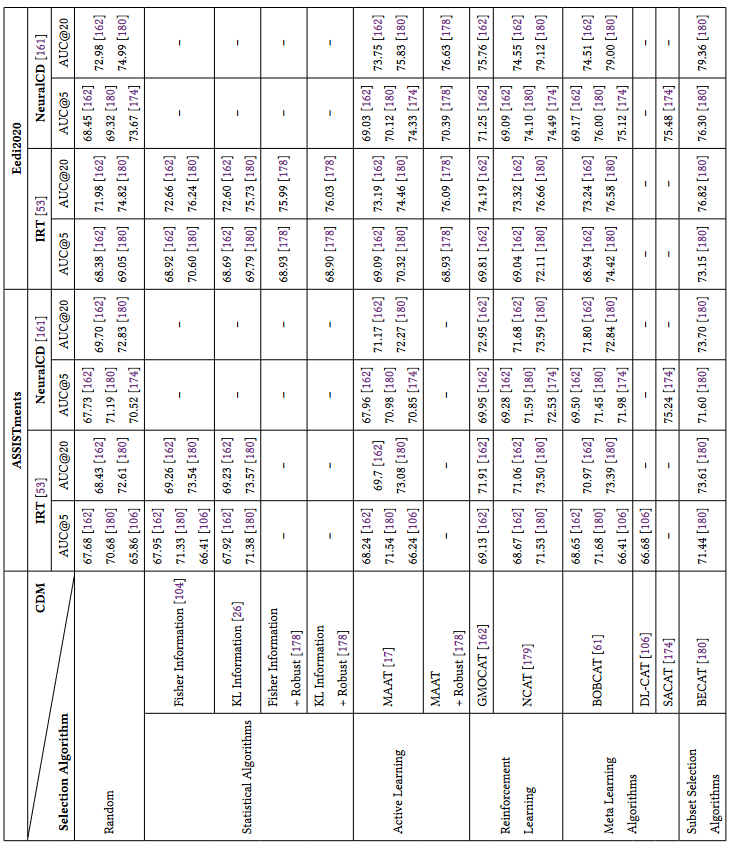 ASSISTments Eedi2020
CDM IRT [53] NeuralCD [161] IRT [53] NeuralCD [161]
Selection Algorithm AUC@5 AUC@20 AUC@5 AUC@20 AUC@5 AUC@20 AUC@5 AUC@20
67.68 [162] 68.43 [162] 67.73 [162] 69.70 [162] 68.38 [162] 71.98 [162] 68.45 [162] 72.98 [162]
Random 70.68 [180] 72.61 [180] 71.19 [180] 72.83 [180] 69.05 [180] 74.82 [180] 69.32 [180] 74.99 [180]
65.86 [106] 70.52 [174] 73.67 [174]
Statistical Algorithms
67.95 [162] 69.26 [162] 68.92 [162] 72.66 [162]
Fisher Information [104] 71.33 [180] 73.54 [180] – – 70.60 [180] 76.24 [180] – –
66.41 [106]
KL Information [26] 67.92 [162] 69.23 [162] – – 68.69 [162] 72.60 [162] – –
71.38 [180] 73.57 [180] 69.79 [180] 75.73 [180]
Fisher Information – – – – 68.93 [178] 75.99 [178] – –
+ Robust [178]
KL Information – – – – 68.90 [178] 76.03 [178] – –
+ Robust [178]
Active Learning
68.24 [162] 69.7 [162] 67.96 [162] 71.17 [162] 69.09 [162] 73.19 [162] 69.03 [162] 73.75 [162]
MAAT [17] 71.54 [180] 73.08 [180] 70.98 [180] 72.27 [180] 70.32 [180] 74.46 [180] 70.12 [180] 75.83 [180]
66.24 [106] 70.85 [174] 74.33 [174]
MAAT – – – – 68.93 [178] 76.09 [178] 70.39 [178] 76.63 [178]
+ Robust [178]
Reinforcement
Learning
GMOCAT [162] 69.13 [162] 71.91 [162] 69.95 [162] 72.95 [162] 69.81 [162] 74.19 [162] 71.25 [162] 75.76 [162]
68.67 [162] 71.06 [162] 69.28 [162] 71.68 [162] 69.04 [162] 73.32 [162] 69.09 [162] 74.55 [162]
NCAT [179] 71.53 [180] 73.50 [180] 71.59 [180] 73.59 [180] 72.11 [180] 76.66 [180] 74.10 [180] 79.12 [180]
72.53 [174] 74.49 [174]
Meta Learning
Algorithms
68.65 [162] 70.97 [162] 69.50 [162] 71.80 [162] 68.94 [162] 73.24 [162] 69.17 [162] 74.51 [162]
BOBCAT [61] 71.68 [180] 73.39 [180] 71.45 [180] 72.84 [180] 74.42 [180] 76.58 [180] 76.00 [180] 79.00 [180]
66.41 [106] 71.98 [174] 75.12 [174]
DL-CAT [106] 66.68 [106] – – – – – – –
SACAT [174] – – 75.24 [174] – – – 75.48 [174] –
Subset Selection
Algorithms
BECAT [180] 71.44 [180] 73.61 [180] 71.60 [180] 73.70 [180] 73.15 [180] 76.82 [180] 76.30 [180] 79.36 [180]